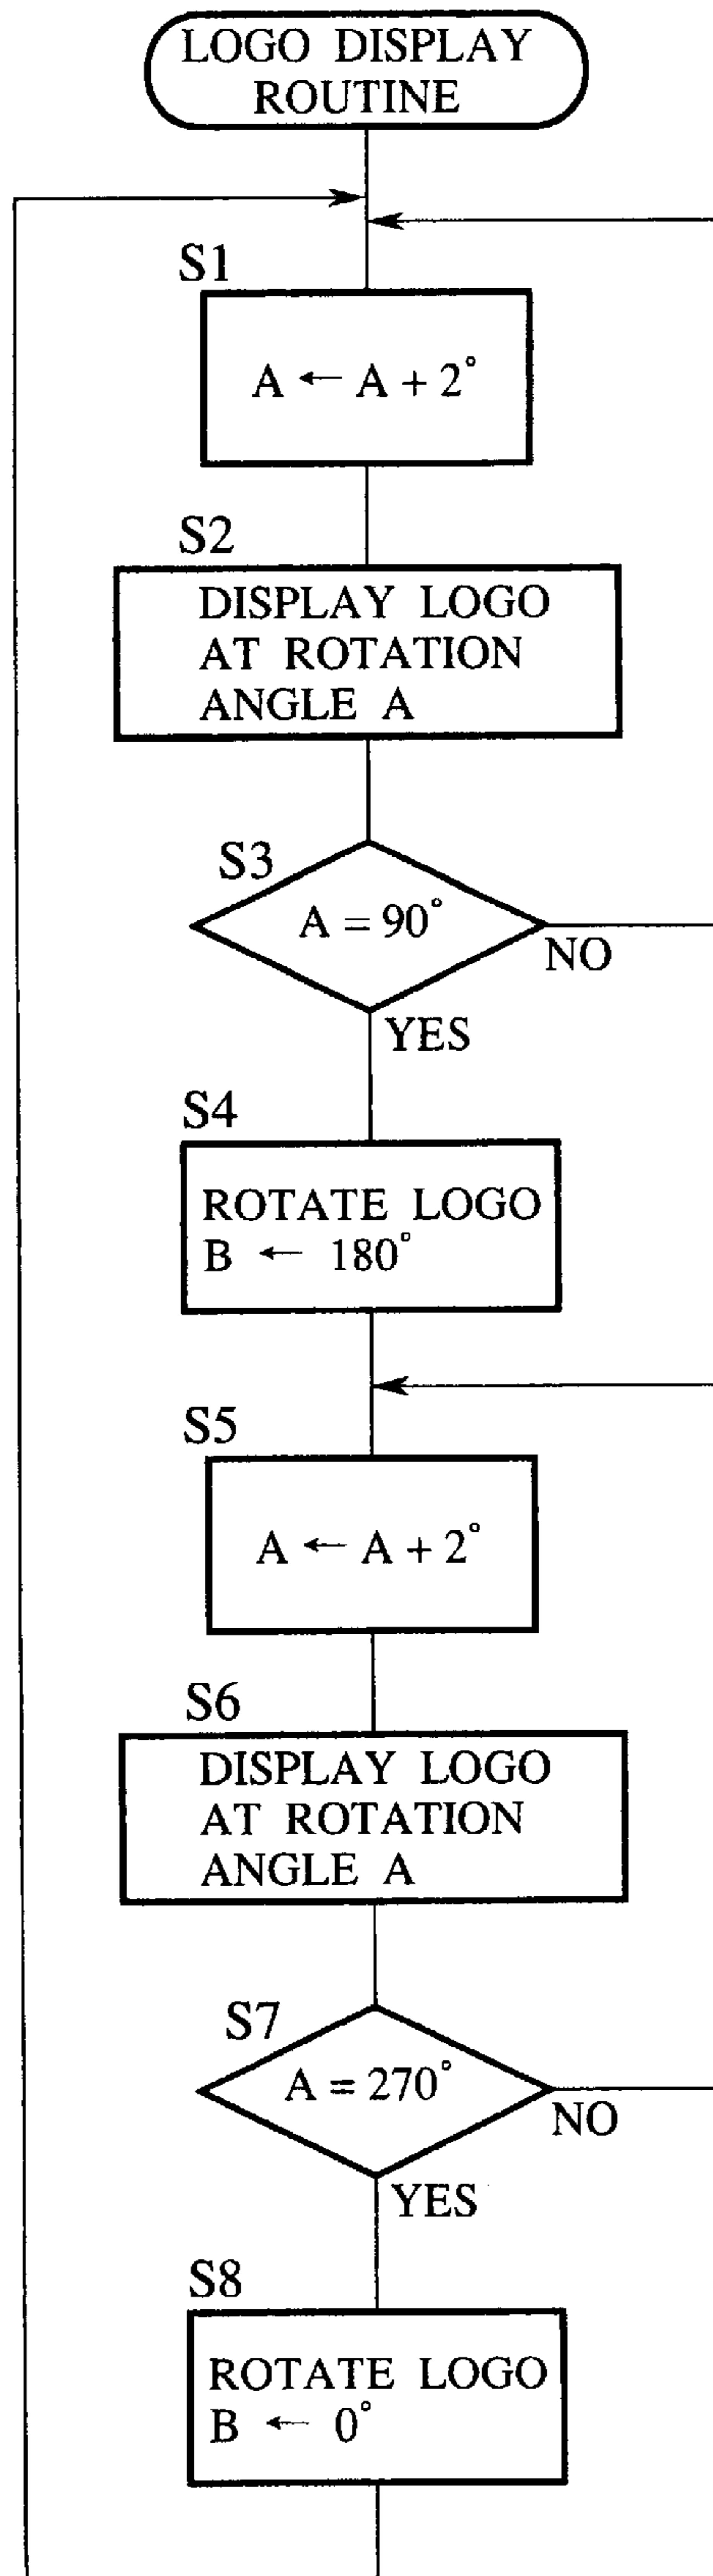 LOGO DISPLAY
ROUTINE
S1
A ← A + 2°
S2
DISPLAY LOGO
AT ROTATION
ANGLE A
S3
A = 90°
NO
YES
S4
ROTATE LOGO
B ← 180°
S5
A ← A + 2°
S6
DISPLAY LOGO
AT ROTATION
ANGLE A
S7
A = 270°
NO
YES
S8
ROTATE LOGO
B ← 0°